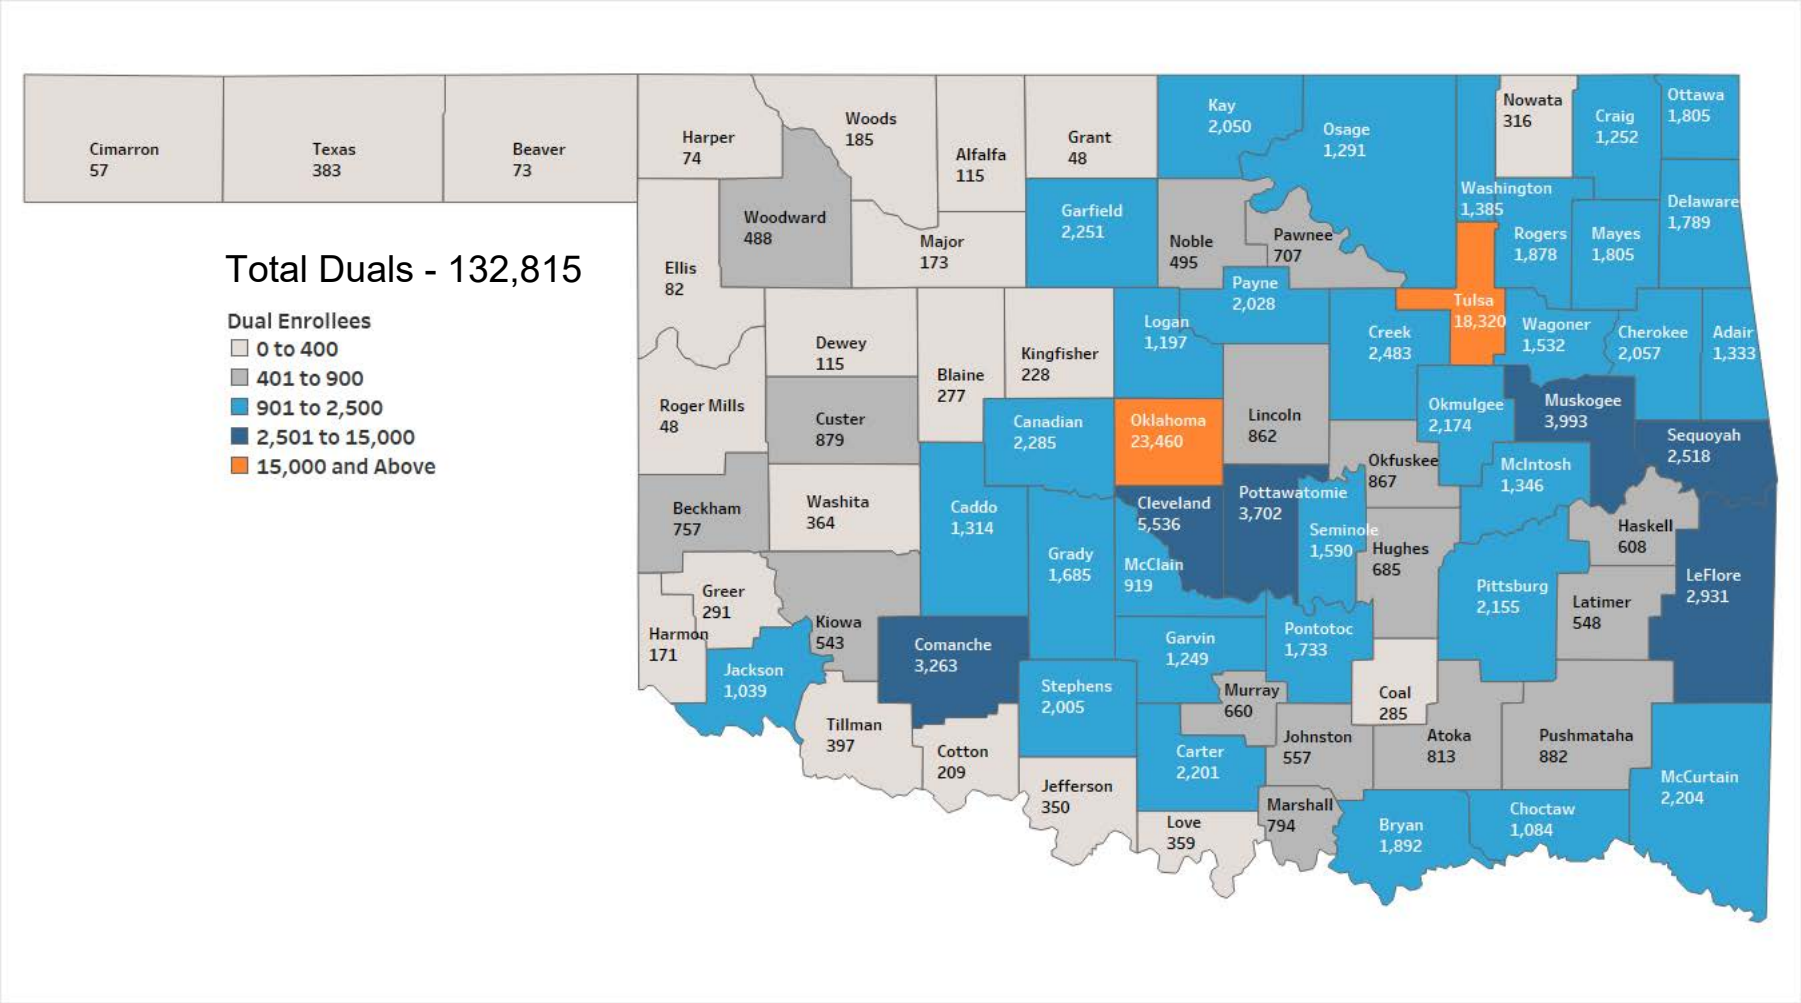 Cimarron
57
Texas
383
Beaver
73
Harper
74
Woods
185
Alfalfa
115
Grant
48
Kay
2,050
Osage
1,291
Washington
1,385
Nowata
316
Craig
1,252
Ottawa
1,805
Delaware
1,789
Ellis
82
Woodward
488
Major
173
Garfield
2,251
Noble
495
Pawnee
707
Rogers
1,878
Mayes
1,805
Total Duals - 132,815
Dual Enrollees
0 to 400
401 to 900
901 to 2,500
2,501 to 15,000
15,000 and Above
Roger Mills
48
Dewey
115
Custer
879
Blaine
277
Kingfisher
228
Logan
1,197
Payne
2,028
Creek
2,483
Tulsa
18,320
Wagoner
1,532
Cherokee
2,057
Adair
1,333
Canadian
2,285
Oklahoma
23,460
Lincoln
862
Okmulgee
2,174
Muskogee
3,993
Sequoyah
2,518
Okfuskee
867
McIntosh
1,346
Beckham
757
Washita
364
Caddo
1,314
Grady
1,685
Cleveland
5,536
McClain
919
Pottawatomie
3,702
Seminole
1,590
Hughes
685
Haskell
608
Pittsburg
2,155
Latimer
548
LeFlore
2,931
Greer
291
Harmon
171
Jackson
1,039
Kiowa
543
Comanche
3,263
Tillman
397
Cotton
209
Stephens
2,005
Garvin
1,249
Pontotoc
1,733
Murray
660
Coal
285
Johnston
557
Atoka
813
Pushmataha
882
Carter
2,201
Jefferson
350
Love
359
Marshall
794
Bryan
1,892
Choctaw
1,084
McCurtain
2,204